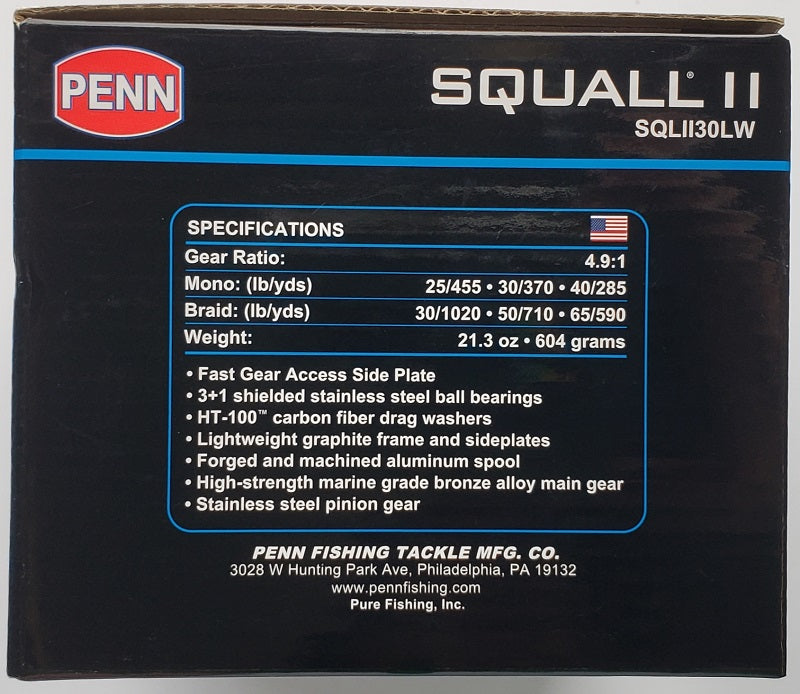 PENN
SQUALL® II
SQLII30LW
SPECIFICATIONS
Gear Ratio: 4.9:1
Mono: (lb/yds) 25/455 • 30/370 • 40/285
Braid: (lb/yds) 30/1020 • 50/710 • 65/590
Weight: 21.3 oz • 604 grams
• Fast Gear Access Side Plate
• 3+1 shielded stainless steel ball bearings
• HT-100™ carbon fiber drag washers
• Lightweight graphite frame and sideplates
• Forged and machined aluminum spool
• High-strength marine grade bronze alloy main gear
• Stainless steel pinion gear
PENN FISHING TACKLE MFG. CO.
3028 W Hunting Park Ave, Philadelphia, PA 19132
www.pennfishing.com
Pure Fishing, Inc.